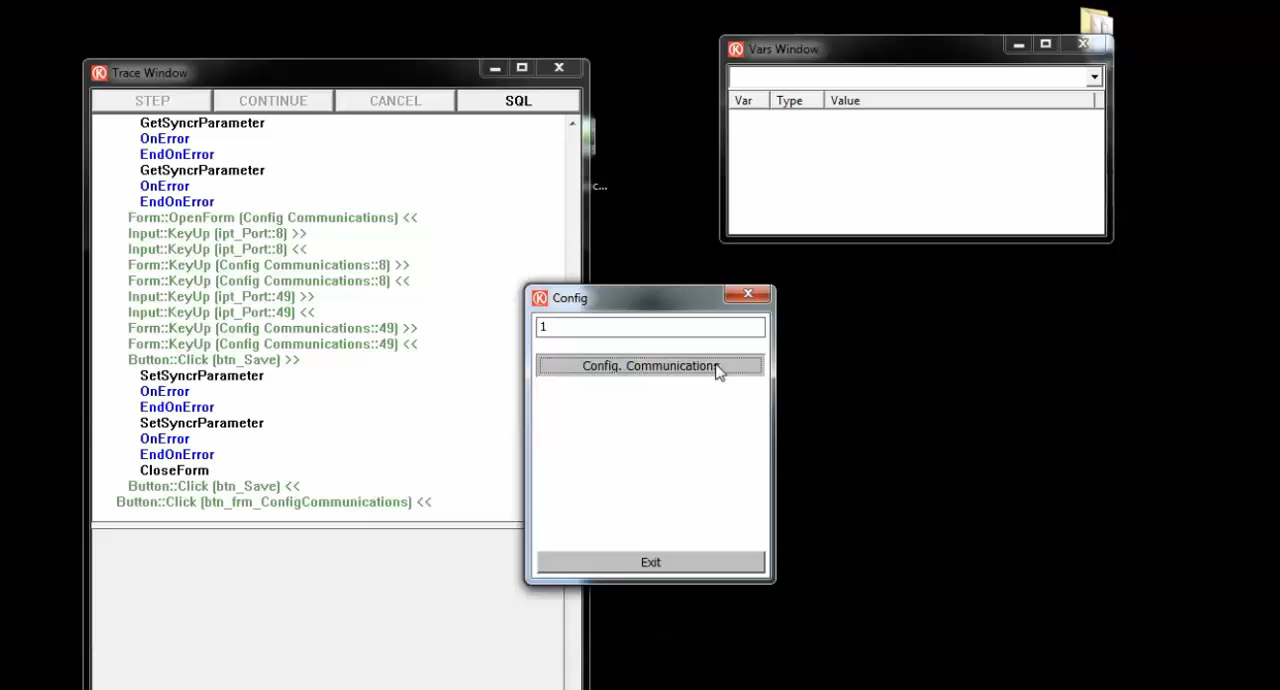 Trace Window
STEP CONTINUE CANCEL SQL
GetSyncrParameter
OnError
EndOnError
GetSyncrParameter
OnError
EndOnError
Form::OpenForm (Config Communications) <<
Input::KeyUp (ipt_Port::8) >>
Input::KeyUp (ipt_Port::8) <<
Form::KeyUp (Config Communications::8) >>
Form::KeyUp (Config Communications::8) <<
Input::KeyUp (ipt_Port::49) >>
Input::KeyUp (ipt_Port::49) <<
Form::KeyUp (Config Communications::49) >>
Form::KeyUp (Config Communications::49) <<
Button::Click (btn_Save) >>
SetSyncrParameter
OnError
EndOnError
SetSyncrParameter
OnError
EndOnError
CloseForm
Button::Click (btn_Save) <<
Button::Click (btn_frm_ConfigCommunications) <<
c...
Vars Window
Var Type Value
Config
1
Config. Communications
Exit